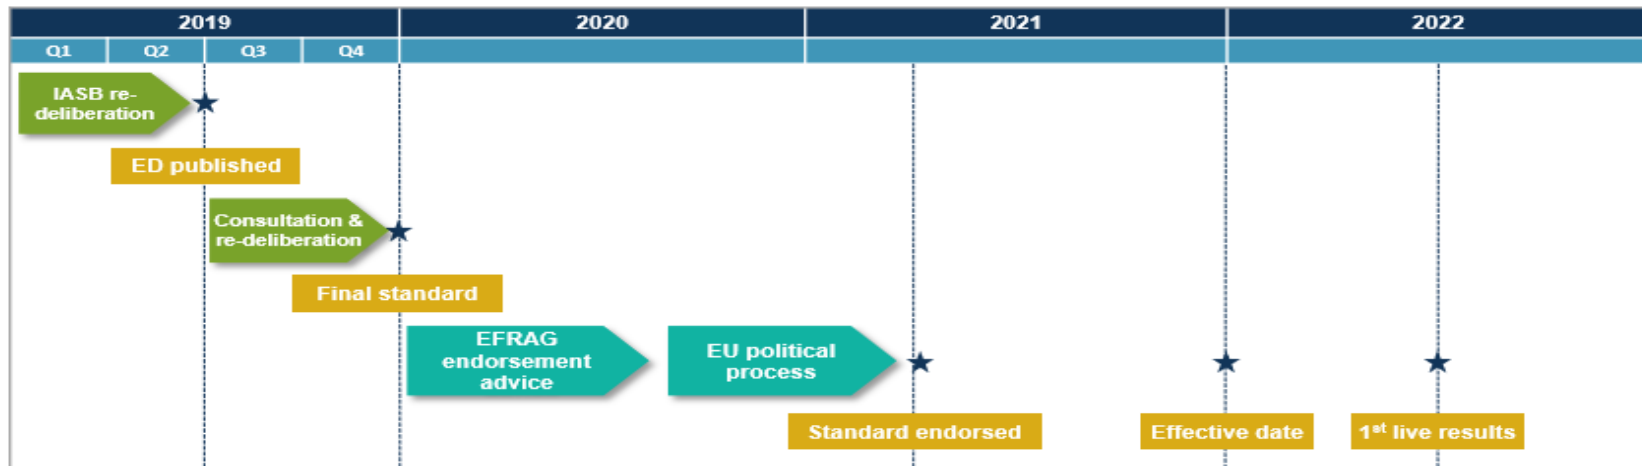 2019 2020 2021 2022
Q1 Q2 Q3 Q4
IASB re-
deliberation
ED published
Consultation &
re-deliberation
Final standard
EFRAG
endorsement
advice
EU political
process
Standard endorsed
Effective date
1st live results